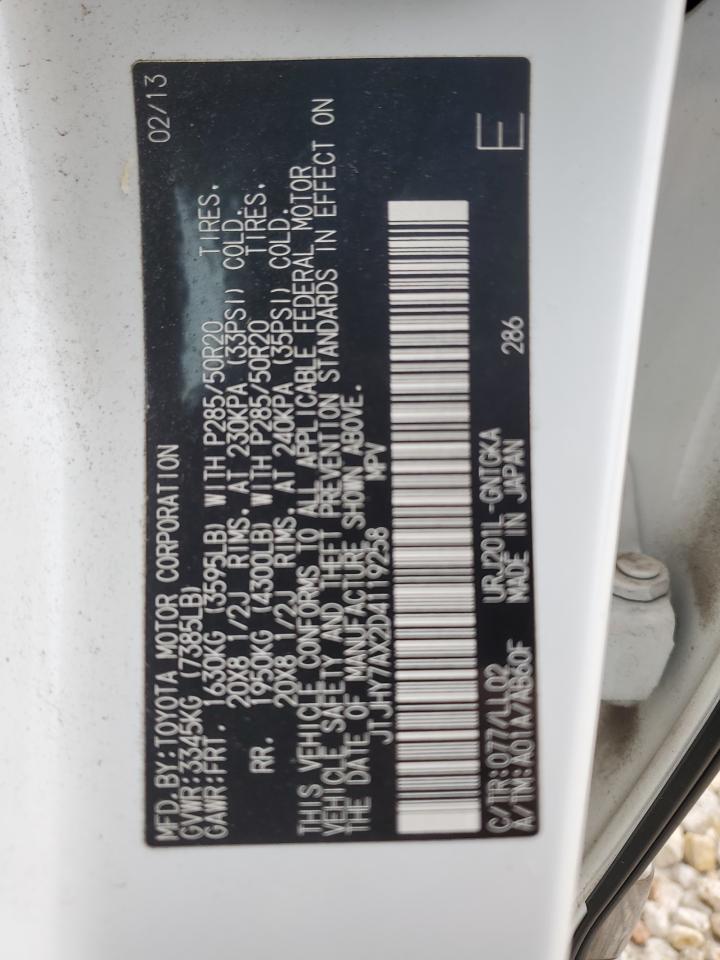 MFD.BY:TOYOTA MOTOR CORPORATION 02/13
GVWR:3345KG (7385LB)
GAWR:FRT. 1630KG (3595LB) WITH P285/50R20 TIRES.
20X8 1/2J RIMS. AT 230KPA (33PSI) COLD.
RR. 1950KG (4300LB) WITH P285/50R20 TIRES.
20X8 1/2J RIMS. AT 240KPA (35PSI) COLD.
THIS VEHICLE CONFORMS TO ALL APPLICABLE FEDERAL MOTOR
VEHICLE SAFETY AND THEFT PREVENTION STANDARDS IN EFFECT ON
THE DATE OF MANUFACTURE SHOWN ABOVE.
JTJHY7AX2D4119258 MPV
C/TR:077/LL02 URJ201L-GNTGKA E
A/TN:A01A/AB60F MADE IN JAPAN 286